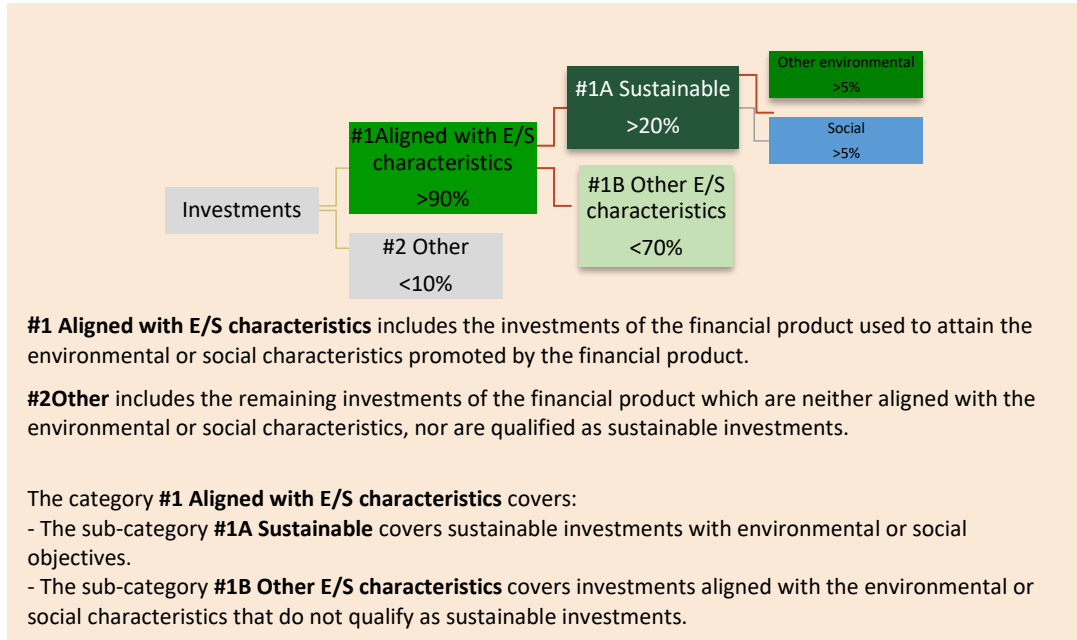 Other environmental
>5%
#1A Sustainable
>20%
Social
>5%
#1Aligned with E/S
characteristics
>90%
#1B Other E/S
characteristics
<70%
Investments
#2 Other
<10%
#1 Aligned with E/S characteristics includes the investments of the financial product used to attain the
environmental or social characteristics promoted by the financial product.
#2Other includes the remaining investments of the financial product which are neither aligned with the
environmental or social characteristics, nor are qualified as sustainable investments.
The category #1 Aligned with E/S characteristics covers:
- The sub-category #1A Sustainable covers sustainable investments with environmental or social
objectives.
- The sub-category #1B Other E/S characteristics covers investments aligned with the environmental or
social characteristics that do not qualify as sustainable investments.